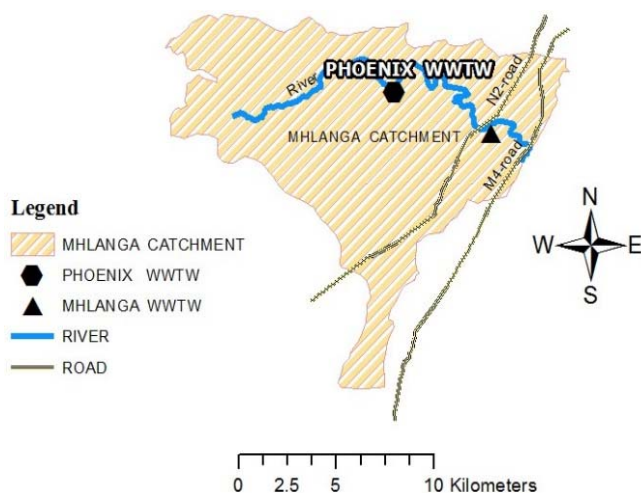 River
PHOENIX WWTW
N2-road
MHLANGA CATCHMENT
M4-road
Legend
MHLANGA CATCHMENT
PHOENIX WWTW
MHLANGA WWTW
RIVER
ROAD
N
W E
S
0 2.5 5 10 Kilometers